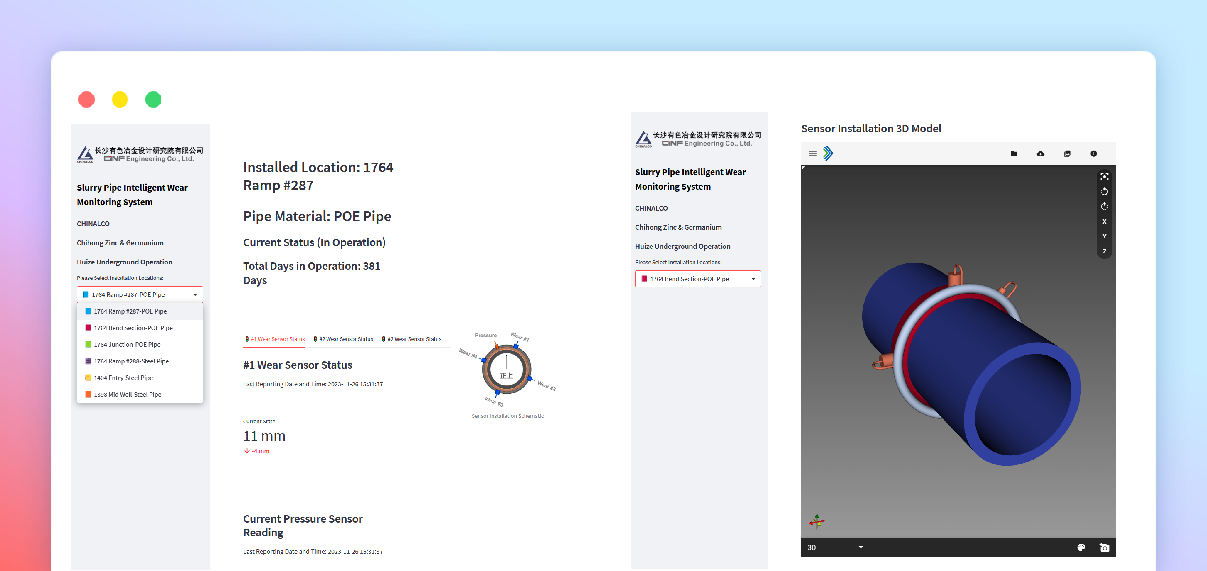 长沙有色冶金设计研究院有限公司
CINF Engineering Co., Ltd.
CHINALCO
Slurry Pipe Intelligent Wear
Monitoring System
CHINALCO
Chihong Zinc & Germanium
Huize Underground Operation
Please Select Installation Locations:
1764 Ramp #287-POE Pipe
1764 Ramp #287-POE Pipe
1764 Bend Section-POE Pipe
1764 Junction-POE Pipe
1764 Ramp #288-Steel Pipe
Entry-Steel Pipe
Mid Well-Steel Pipe
Installed Location: 1764
Ramp #287
Pipe Material: POE Pipe
Current Status (In Operation)
Total Days in Operation: 381
Days
#1 Wear Sensor Status
#2 Wear Sensor Status
Wear Sensor Status
#1 Wear Sensor Status
Last Reporting Date and Time: 2023-11-26 15:31:57
Pressure
Wear #1
Wear #2
正上
Sensor Installation Schematic
11 mm
-4 mm
Current Pressure Sensor
Reading
Last Reporting Date and Time: 2023-11-26 15:31:57
长沙有色冶金设计研究院有限公司
CINF Engineering Co., Ltd.
CHINALCO
Slurry Pipe Intelligent Wear
Monitoring System
CHINALCO
Chihong Zinc & Germanium
Huize Underground Operation
Please Select Installation Locations:
1764 Bend Section-POE Pipe
Sensor Installation 3D Model
X
Y
Z
3D